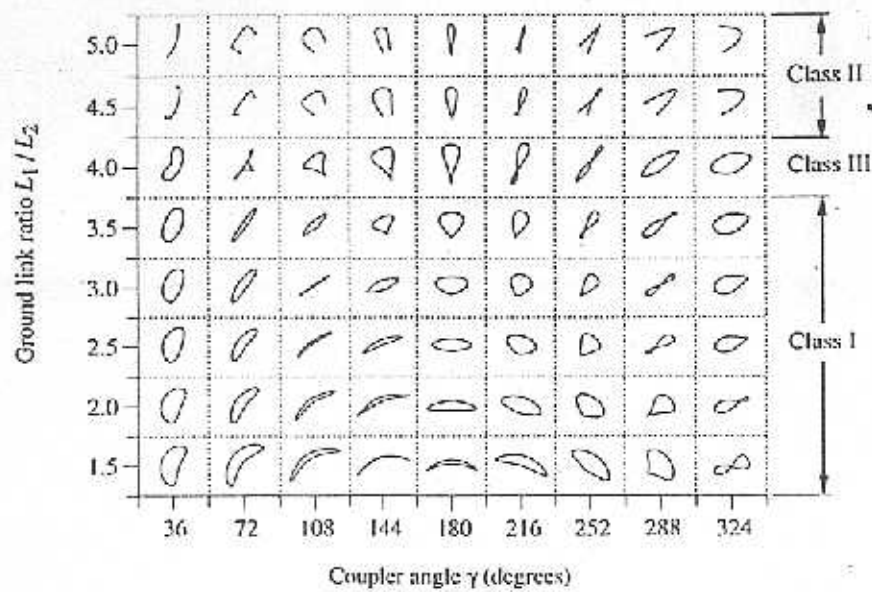 5.0
Class II
4.5
4.0
Class III
3.5
3.0
2.5
Class I
2.0
1.5
Ground link ratio L1 / L2
36 72 108 144 180 216 252 288 324
Coupler angle γ (degrees)